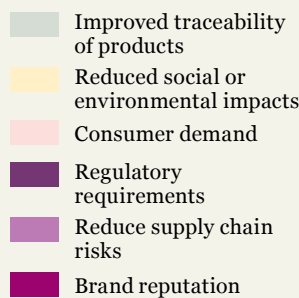 Improved traceability
of products
Reduced social or
environmental impacts
Consumer demand
Regulatory
requirements
Reduce supply chain
risks
Brand reputation